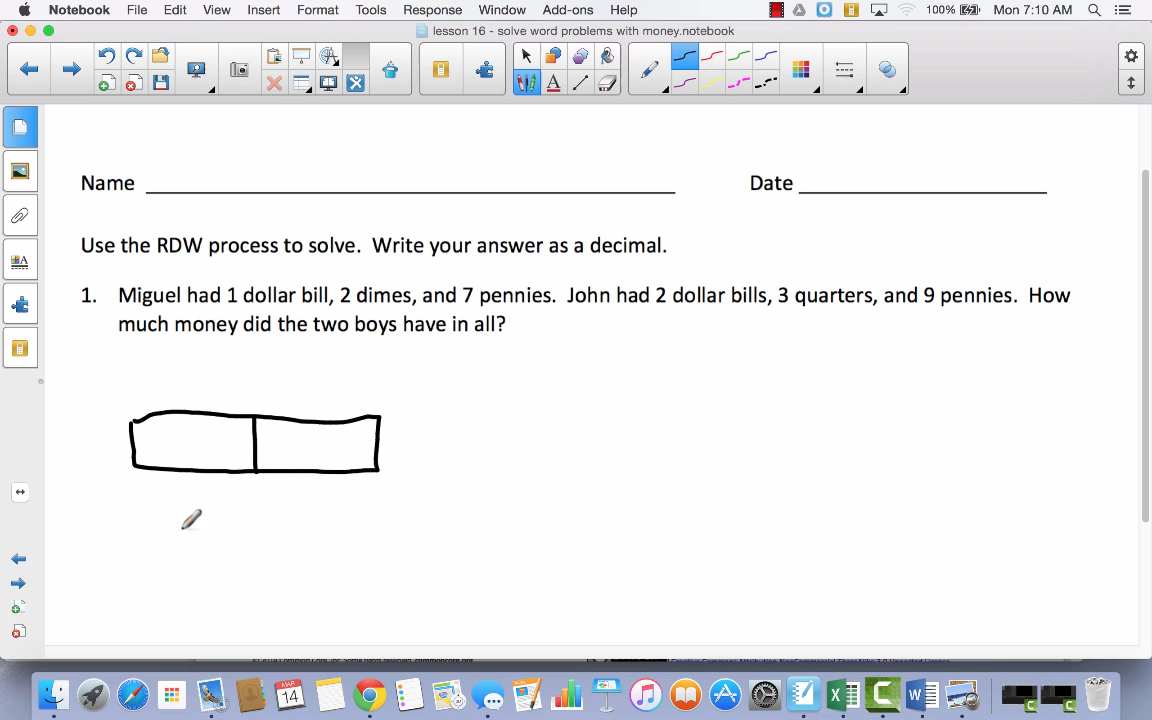 Notebook File Edit View Insert Format Tools Response Window Add-ons Help 100% Mon 7:10 AM
lesson 16 - solve word problems with money.notebook
Name Date
Use the RDW process to solve. Write your answer as a decimal.
1. Miguel had 1 dollar bill, 2 dimes, and 7 pennies. John had 2 dollar bills, 3 quarters, and 9 pennies. How
much money did the two boys have in all?
MAR
14